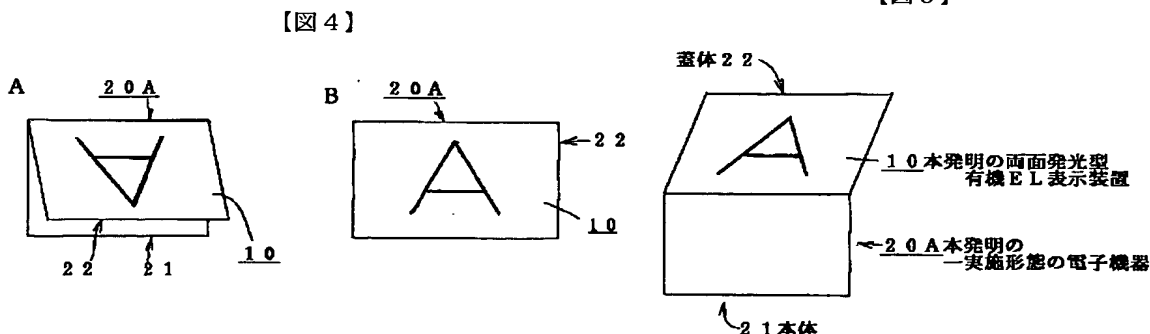 【図4】
A
20A
22
21
10
B
20A
22
10
蓋体22
10本発明の両面発光型
有機EL表示装置
20A本発明の
一実施形態の電子機器
21本体